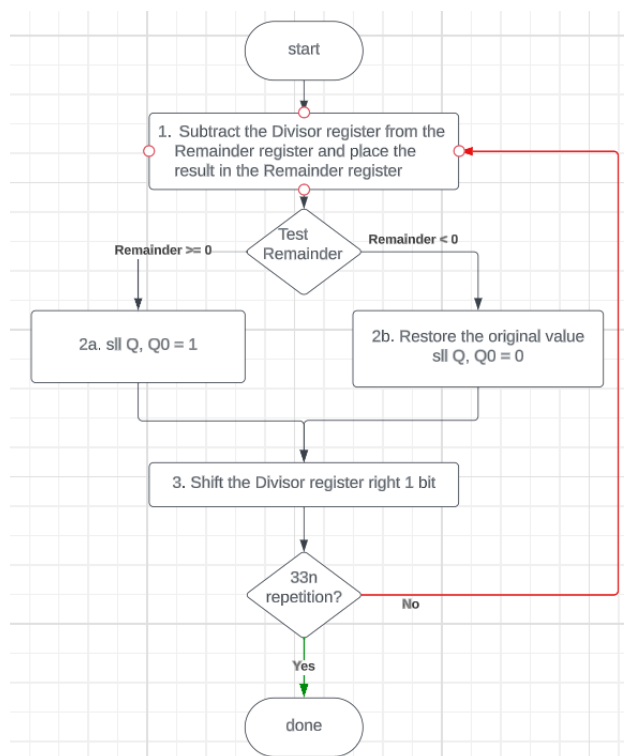 start
1. Subtract the Divisor register from the
Remainder register and place the
result in the Remainder register
Test
Remainder
Remainder >= 0
Remainder < 0
2a. sll Q, Q0 = 1
2b. Restore the original value
sll Q, Q0 = 0
3. Shift the Divisor register right 1 bit
33n
repetition?
No
Yes
done